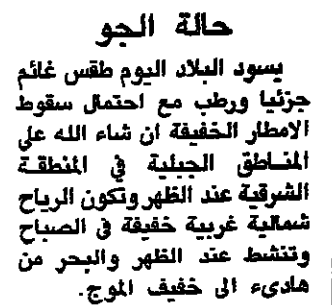 حالة الجو
يسود البلاد اليوم طقس غائم
جزئيا ورطب مع احتمال سقوط
الامطار الخفيفة ان شاء الله على
المناطق الجبلية في المنطقة
الشرقية عند الظهر وتكون الرياح
شمالية غربية خفيفة في الصباح
وتنشط عند الظهر والبحر من
هاديء الى خفيف الموج.